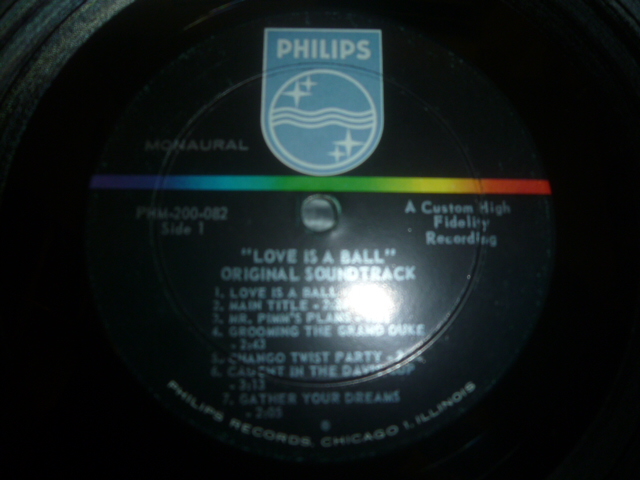 PHILIPS
MONAURAL
PHM-200-082
Side 1
A Custom High
Fidelity
Recording
"LOVE IS A BALL"
ORIGINAL SOUNDTRACK
1. LOVE IS A BALL
2. MAIN TITLE
3. MR. PIMM'S PLANS
4. GROOMING THE GRAND DUKE
- 2:43
5. CHANGO TWIST PARTY
6. CAUGHT IN THE
- 3:13
7. GATHER YOUR DREAMS
- 2:05
PHILIPS RECORDS, CHICAGO 1, ILLINOIS